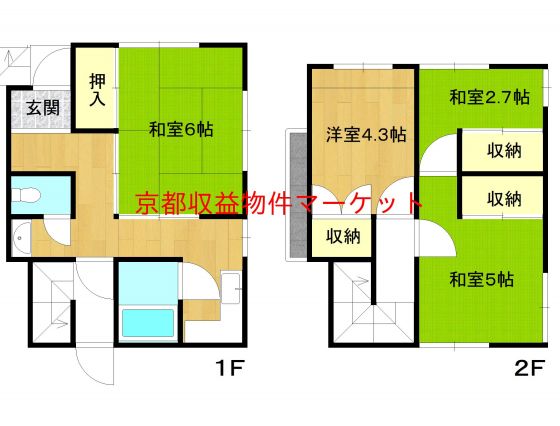 玄関
押入
和室6帖
洋室4.3帖
和室2.7帖
収納
収納
収納
和室5帖
京都収益物件マーケット
1F
2F